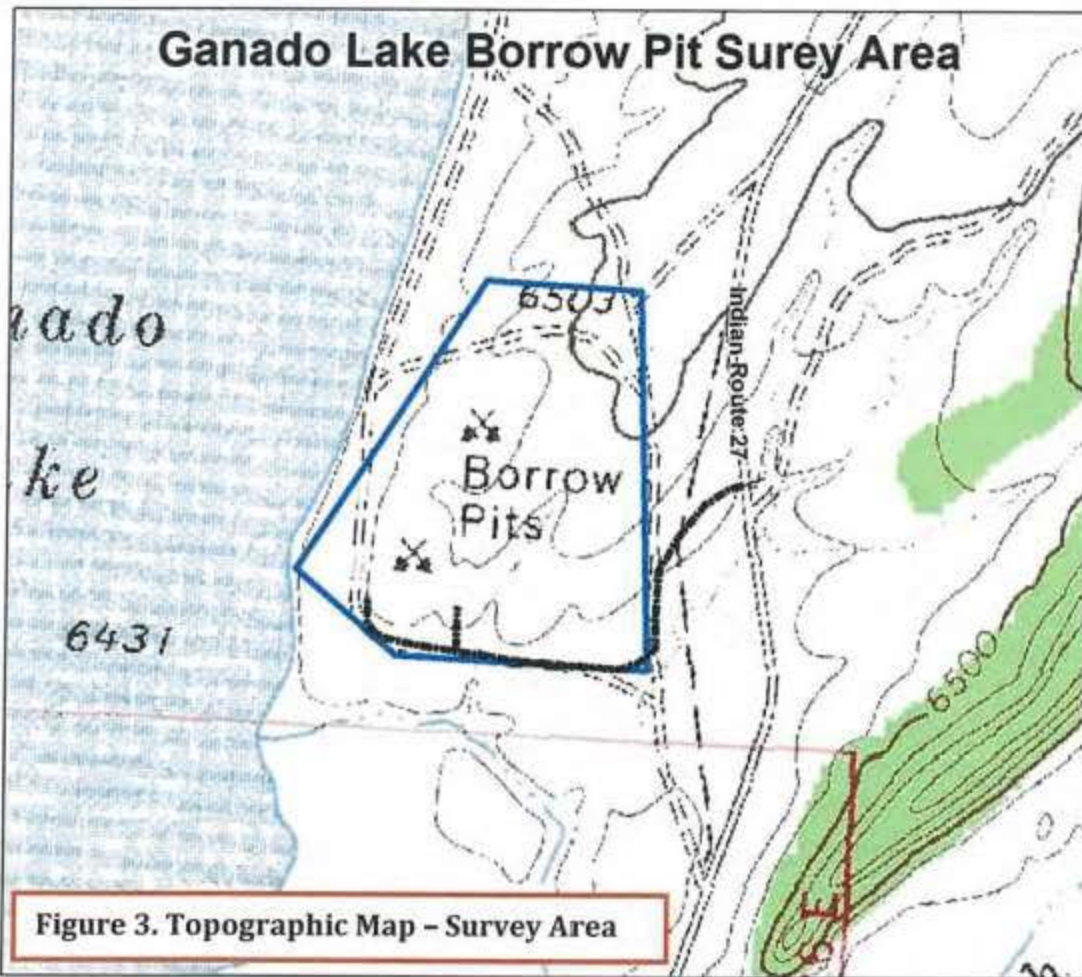 Ganado Lake Borrow Pit Surey Area
6503
nado
Indian-Route:27
Borrow
Pits
ke
6431
6500
S E
Figure 3. Topographic Map – Survey Area